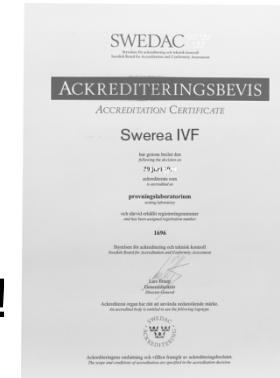 SWEDAC
Styrelsen för ackreditering och teknisk kontroll
Swedish Board for Accreditation and Conformity Assessment
ACKREDITERINGSBEVIS
ACCREDITATION CERTIFICATE
Swerea IVF
har genom beslut den
following the decision on
ackrediterats som
is accredited as
provningslaboratorium
testing laboratory
och därvid erhållit registreringsnummer
and has been assigned registration number
1696
Styrelsen för ackreditering och teknisk kontroll
Swedish Board for Accreditation and Conformity Assessment
Generaldirektör
Director-General
Ackrediterat organ har rätt att använda nedanstående märke.
An accredited body is entitled to use the following logotype.
SWEDAC
ACKREDITERING
Ackrediteringens omfattning och villkor framgår av ackrediteringsbeslutet.
The scope and conditions of accreditation are specified in the accreditation decision.
!